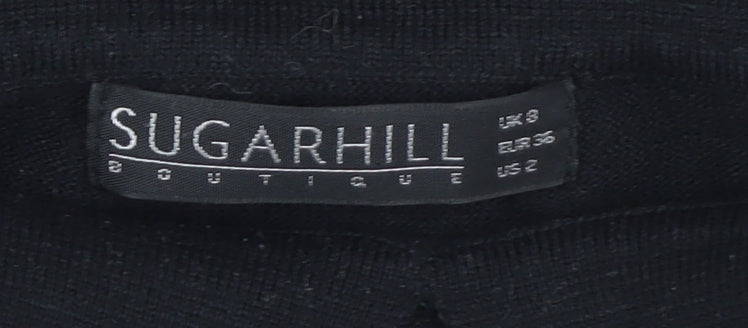 SUGARHILL
BOUTIQUE
UK 8
EUR 36
US 2